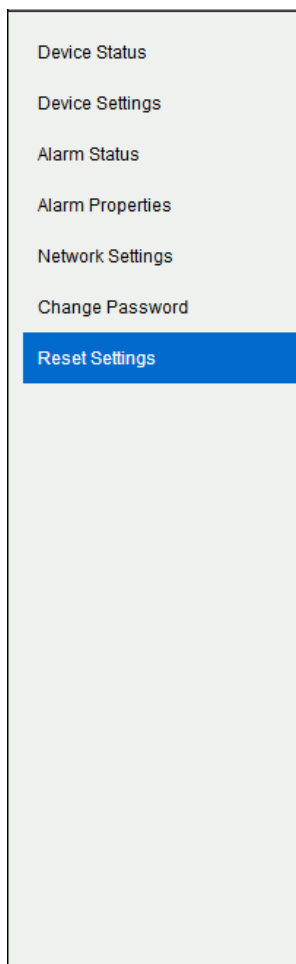 Device Status
Device Settings
Alarm Status
Alarm Properties
Network Settings
Change Password
Reset Settings